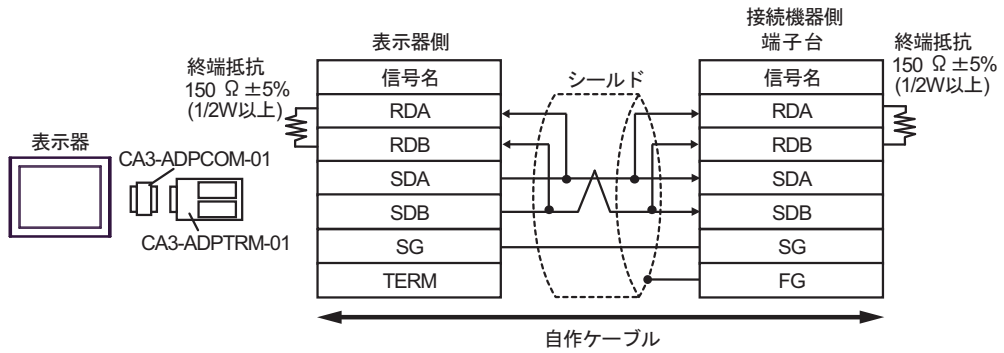 接続機器側
表示器側
端子台
終端抵抗
150 Ω ±5%
(1/2W以上)
終端抵抗
150 Ω ±5%
(1/2W以上)
信号名
シールド
信号名
RDA
RDA
表示器
RDB
RDB
CA3-ADPCOM-01
SDA
SDA
SDB
SDB
CA3-ADPTRM-01
SG
SG
TERM
FG
自作ケーブル